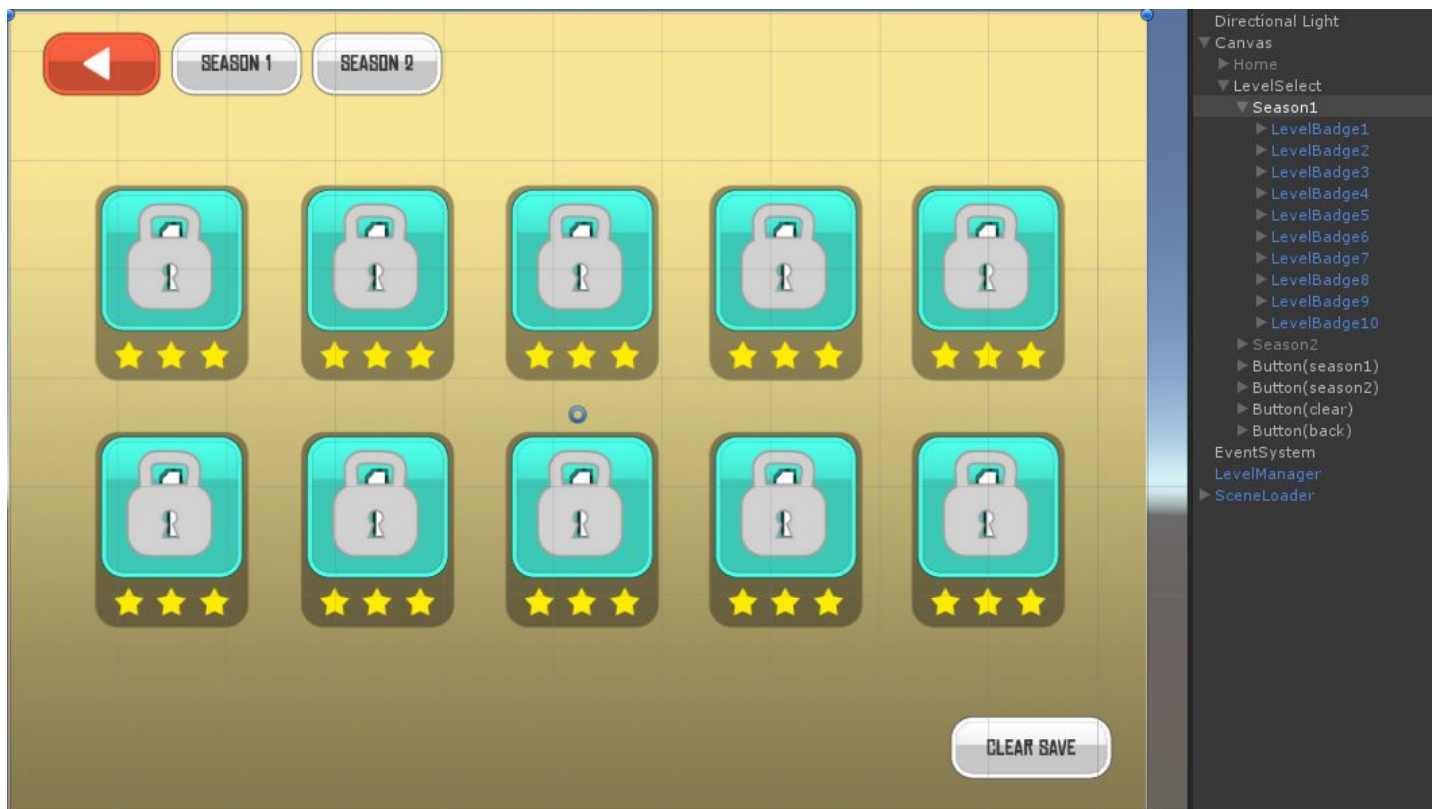 SEASON 1
SEASON 2
CLEAR SAVE
Directional Light
Canvas
Home
LevelSelect
Season1
LevelBadge1
LevelBadge2
LevelBadge3
LevelBadge4
LevelBadge5
LevelBadge6
LevelBadge7
LevelBadge8
LevelBadge9
LevelBadge10
Season2
Button(season1)
Button(season2)
Button(clear)
Button(back)
EventSystem
LevelManager
SceneLoader